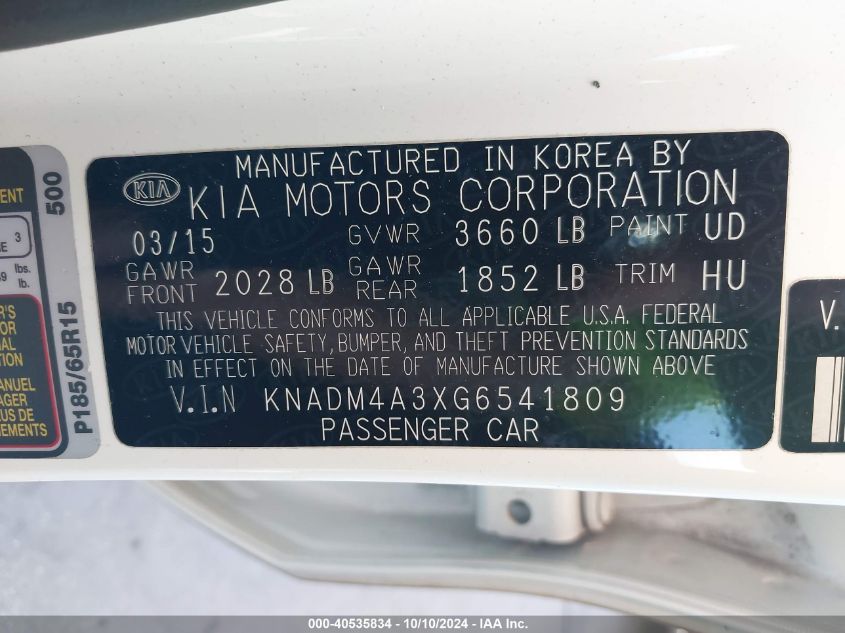 MANUFACTURED IN KOREA BY
KIA KIA MOTORS CORPORATION
03/15 GVWR 3660 LB PAINT UD
GAWR FRONT 2028 LB GAWR REAR 1852 LB TRIM HU
THIS VEHICLE CONFORMS TO ALL APPLICABLE U.S.A. FEDERAL
MOTOR VEHICLE SAFETY, BUMPER, AND THEFT PREVENTION STANDARDS
IN EFFECT ON THE DATE OF MANUFACTURE SHOWN ABOVE
V.I.N KNADM4A3XG6541809
PASSENGER CAR
P185/65R15 500
3
lbs.
lb.
V.
000-40535834 - 10/10/2024 - IAA Inc.